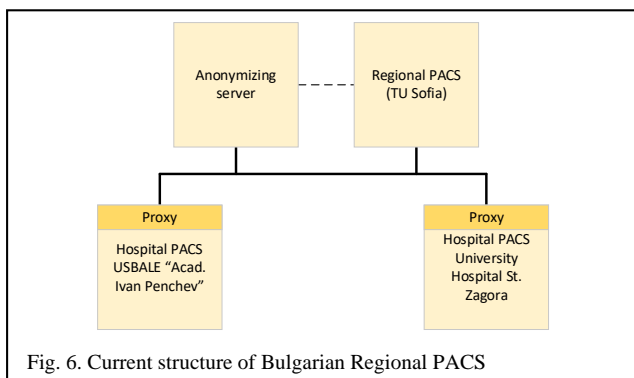 Anonymizing
server
Regional PACS
(TU Sofia)
Proxy
Hospital PACS
USBALE “Acad.
Ivan Penchev”
Proxy
Hospital PACS
University
Hospital St.
Zagora
Fig. 6. Current structure of Bulgarian Regional PACS